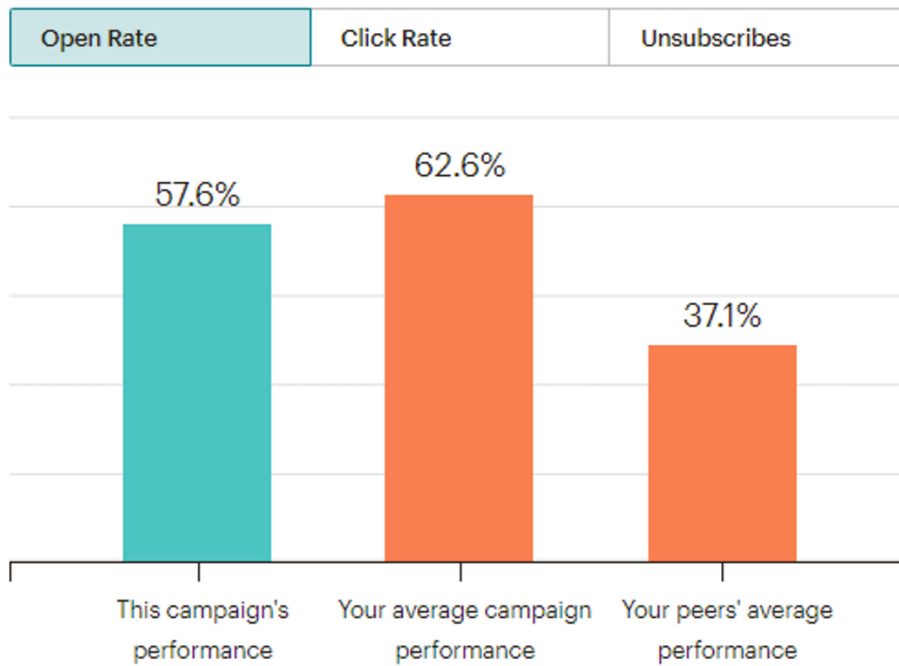 Open Rate Click Rate Unsubscribes
62.6%
57.6%
37.1%
This campaign's Your average campaign Your peers' average
performance performance performance